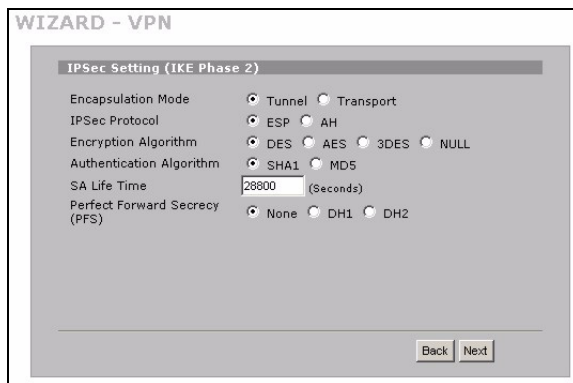 WIZARD - VPN
IPSec Setting (IKE Phase 2)
Encapsulation Mode Tunnel Transport
IPSec Protocol ESP AH
Encryption Algorithm DES AES 3DES NULL
Authentication Algorithm SHA1 MD5
SA Life Time 28800 (Seconds)
Perfect Forward Secrecy
(PFS) None DH1 DH2
Back Next